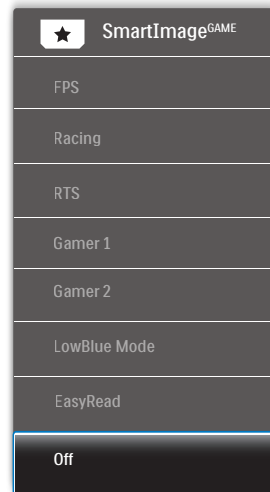 SmartImageGAME
FPS
Racing
RTS
Gamer 1
Gamer 2
LowBlue Mode
EasyRead
Off